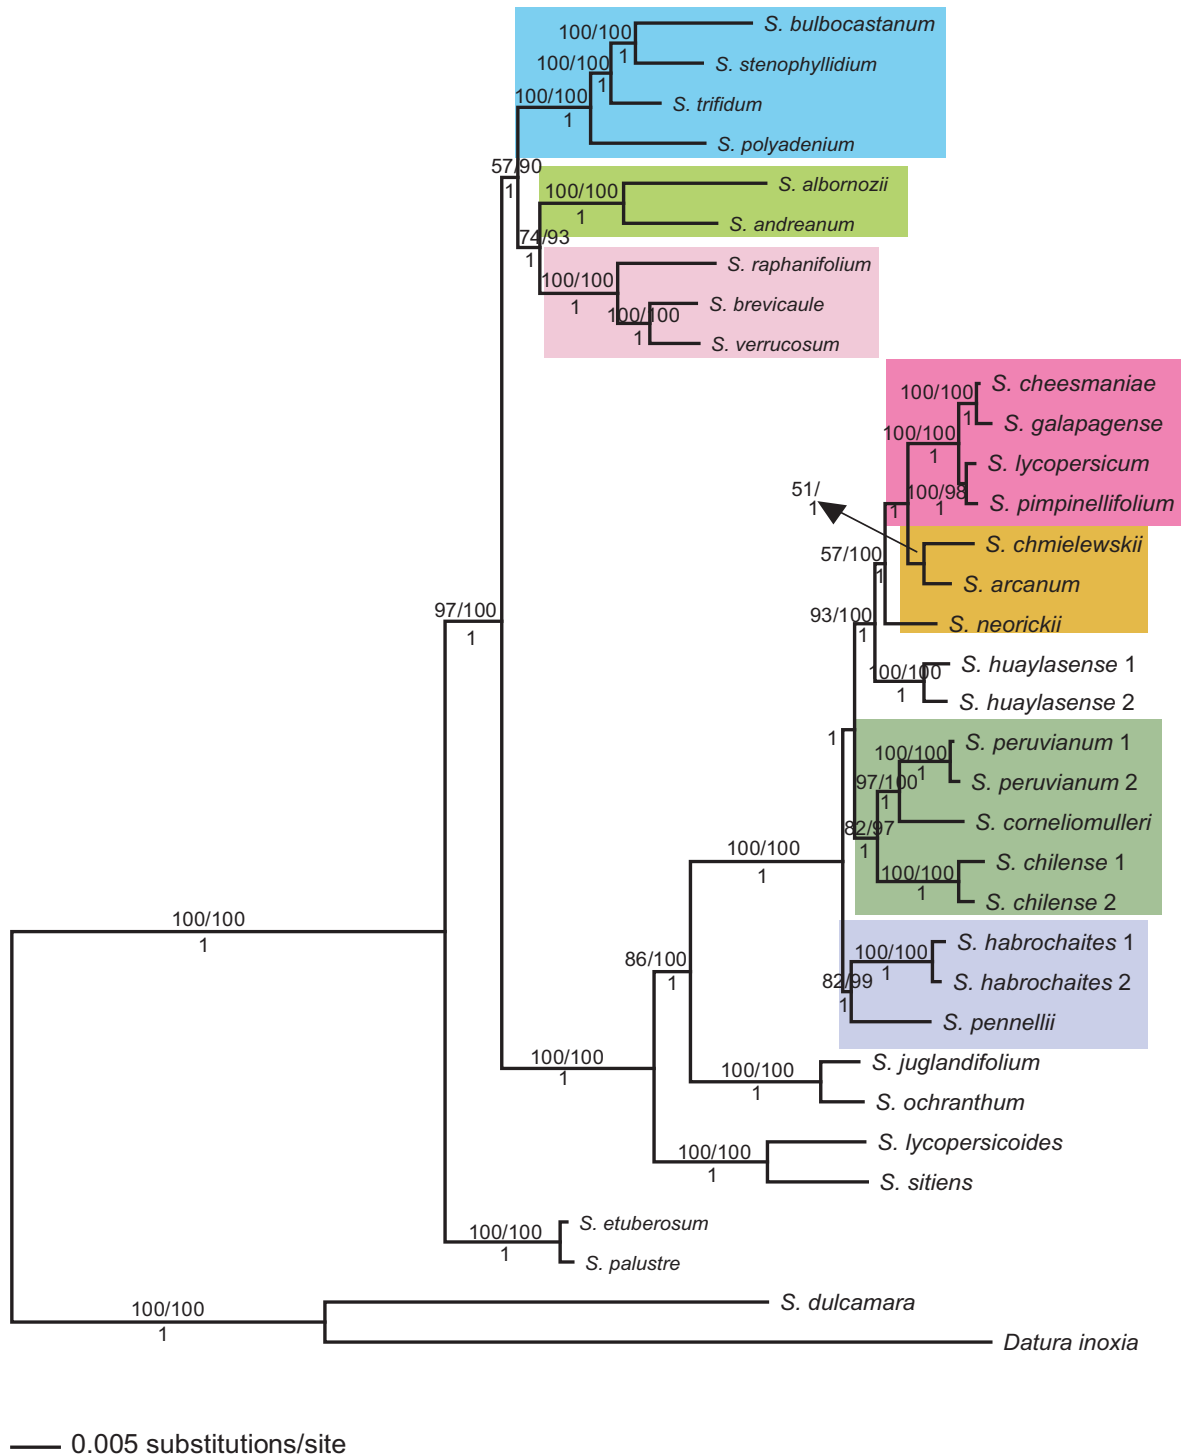 S. bulbocastanum
100/100
1
S. stenophyllidium
100/100
1
S. trifidum
100/100
1
S. polyadenium
57/90
1
S. albornozii
100/100
1
S. andreanum
74/93
1
S. raphanifolium
100/100
1
S. brevicaule
100/100
1
S. verrucosum
S. cheesmaniae
100/100
1
S. galapagense
100/100
1
S. lycopersicum
100/98
1
S. pimpinellifolium
51/
1
1
S. chmielewskii
57/100
1
S. arcanum
93/100
1
S. neorickii
S. huaylasense 1
100/100
1
S. huaylasense 2
1
S. peruvianum 1
100/100
1
S. peruvianum 2
97/100
1
S. corneliomulleri
82/97
1
S. chilense 1
100/100
1
S. chilense 2
97/100
1
100/100
1
100/100
1
S. habrochaites 1
100/100
1
S. habrochaites 2
86/100
1
82/99
1
S. pennellii
100/100
1
S. juglandifolium
100/100
1
S. ochranthum
S. lycopersicoides
100/100
1
S. sitiens
S. etuberosum
100/100
1
S. palustre
100/100
1
S. dulcamara
Datura inoxia
0.005 substitutions/site